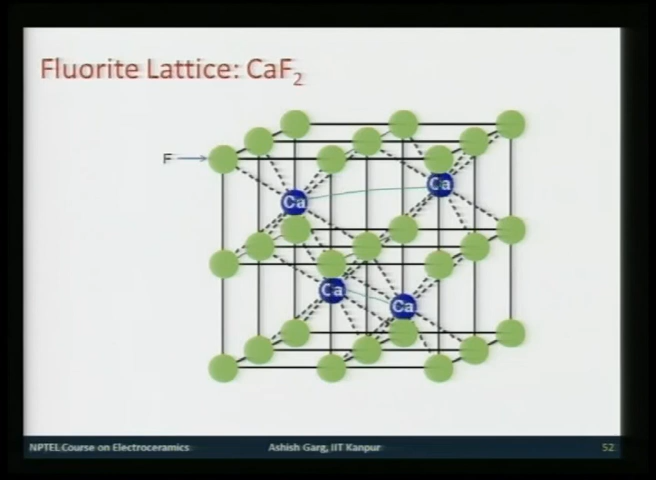 Fluorite Lattice: CaF2
F
Ca
Ca
Ca
Ca
NPTEL Course on Electroceramics
Ashish Garg, IIT Kanpur
52